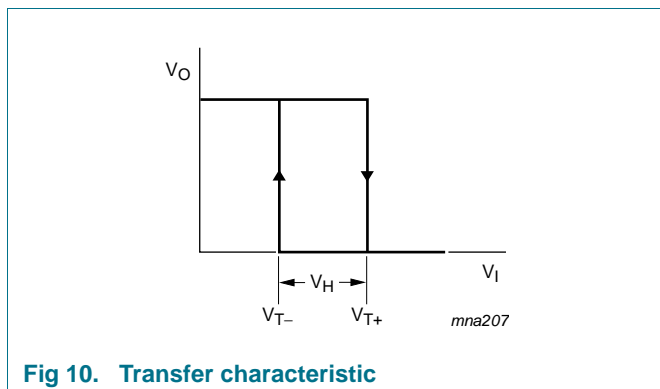 VO
VH
VI
VT−
VT+
mna207
Fig 10. Transfer characteristic